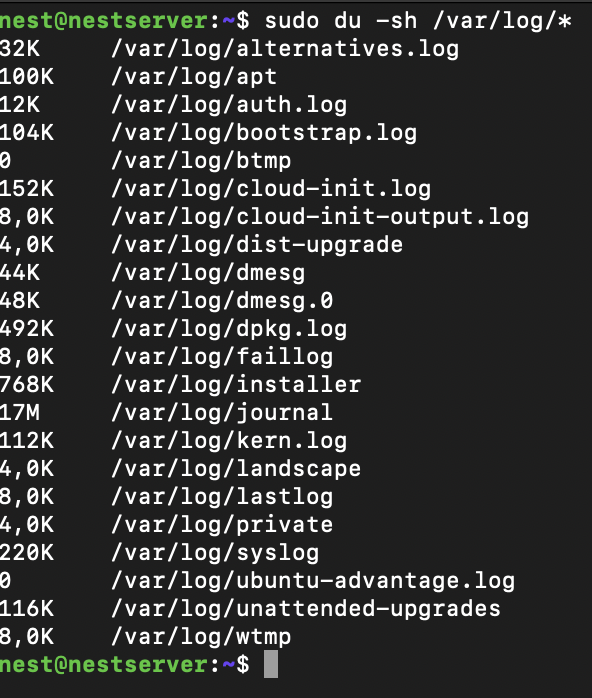 nest@nestserver:~$ sudo du -sh /var/log/*
32K /var/log/alternatives.log
100K /var/log/apt
12K /var/log/auth.log
104K /var/log/bootstrap.log
0 /var/log/btmp
152K /var/log/cloud-init.log
8,0K /var/log/cloud-init-output.log
4,0K /var/log/dist-upgrade
44K /var/log/dmesg
48K /var/log/dmesg.0
492K /var/log/dpkg.log
8,0K /var/log/faillog
768K /var/log/installer
17M /var/log/journal
112K /var/log/kern.log
4,0K /var/log/landscape
8,0K /var/log/lastlog
4,0K /var/log/private
220K /var/log/syslog
0 /var/log/ubuntu-advantage.log
116K /var/log/unattended-upgrades
8,0K /var/log/wtmp
nest@nestserver:~$